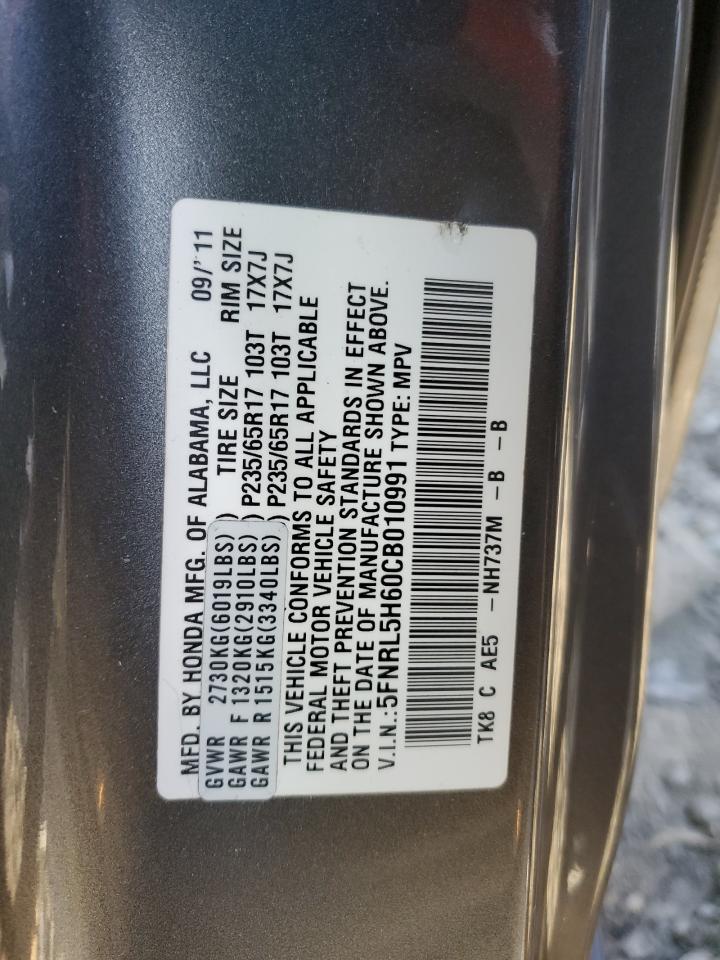 MFD. BY HONDA MFG. OF ALABAMA, LLC 09/'11
TIRE SIZE RIM SIZE
GVWR 2730KG(6019LBS) )
GAWR F 1320KG(2910LBS) ) P235/65R17 103T 17X7J
GAWR R 1515KG(3340LBS) ) P235/65R17 103T 17X7J
THIS VEHICLE CONFORMS TO ALL APPLICABLE
FEDERAL MOTOR VEHICLE SAFETY
AND THEFT PREVENTION STANDARDS IN EFFECT
ON THE DATE OF MANUFACTURE SHOWN ABOVE.
V.I.N.:5FNRL5H60CB010991 TYPE: MPV
TK8 C AE5 -NH737M -B -B